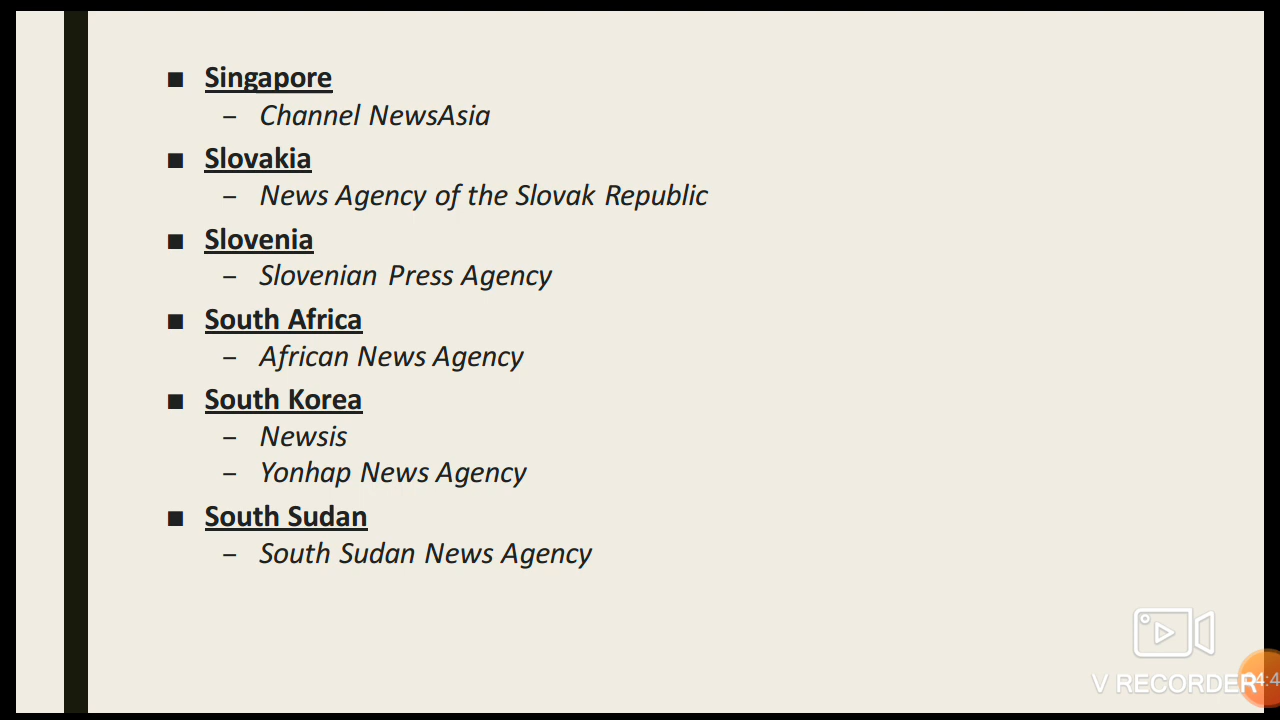 ■ Singapore
– Channel NewsAsia
■ Slovakia
– News Agency of the Slovak Republic
■ Slovenia
– Slovenian Press Agency
■ South Africa
– African News Agency
■ South Korea
– Newsis
– Yonhap News Agency
■ South Sudan
– South Sudan News Agency
V RECORDER